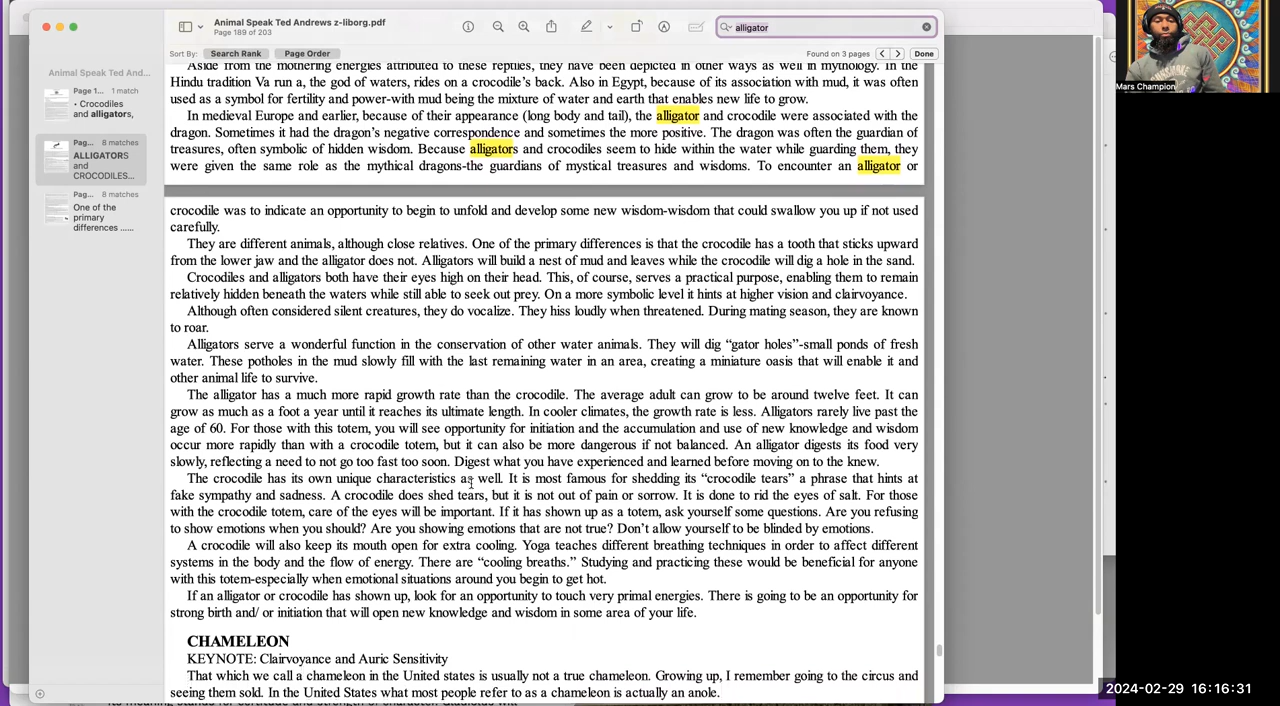 Animal Speak Ted Andrews z-liborg.pdf
Page 189 of 203
alligator
Sort By:
Search Rank
Page Order
Found on 3 pages
Done
Animal Speak Ted And...
Page 1... 1 match
• Crocodiles
and alligators,
Pag... 8 matches
ALLIGATORS
and
CROCODILES...
Pag... 8 matches
One of the
primary
differences ......
Aside from the mothering energies attributed to these reptiles, they have been depicted in other ways as well in mythology. In the
Hindu tradition Va run a, the god of waters, rides on a crocodile's back. Also in Egypt, because of its association with mud, it was often
used as a symbol for fertility and power-with mud being the mixture of water and earth that enables new life to grow.
In medieval Europe and earlier, because of their appearance (long body and tail), the alligator and crocodile were associated with the
dragon. Sometimes it had the dragon's negative correspondence and sometimes the more positive. The dragon was often the guardian of
treasures, often symbolic of hidden wisdom. Because alligators and crocodiles seem to hide within the water while guarding them, they
were given the same role as the mythical dragons-the guardians of mystical treasures and wisdoms. To encounter an alligator or
crocodile was to indicate an opportunity to begin to unfold and develop some new wisdom-wisdom that could swallow you up if not used
carefully.
They are different animals, although close relatives. One of the primary differences is that the crocodile has a tooth that sticks upward
from the lower jaw and the alligator does not. Alligators will build a nest of mud and leaves while the crocodile will dig a hole in the sand.
Crocodiles and alligators both have their eyes high on their head. This, of course, serves a practical purpose, enabling them to remain
relatively hidden beneath the waters while still able to seek out prey. On a more symbolic level it hints at higher vision and clairvoyance.
Although often considered silent creatures, they do vocalize. They hiss loudly when threatened. During mating season, they are known
to roar.
Alligators serve a wonderful function in the conservation of other water animals. They will dig “gator holes”-small ponds of fresh
water. These potholes in the mud slowly fill with the last remaining water in an area, creating a miniature oasis that will enable it and
other animal life to survive.
The alligator has a much more rapid growth rate than the crocodile. The average adult can grow to be around twelve feet. It can
grow as much as a foot a year until it reaches its ultimate length. In cooler climates, the growth rate is less. Alligators rarely live past the
age of 60. For those with this totem, you will see opportunity for initiation and the accumulation and use of new knowledge and wisdom
occur more rapidly than with a crocodile totem, but it can also be more dangerous if not balanced. An alligator digests its food very
slowly, reflecting a need to not go too fast too soon. Digest what you have experienced and learned before moving on to the knew.
The crocodile has its own unique characteristics as well. It is most famous for shedding its “crocodile tears” a phrase that hints at
fake sympathy and sadness. A crocodile does shed tears, but it is not out of pain or sorrow. It is done to rid the eyes of salt. For those
with the crocodile totem, care of the eyes will be important. If it has shown up as a totem, ask yourself some questions. Are you refusing
to show emotions when you should? Are you showing emotions that are not true? Don't allow yourself to be blinded by emotions.
A crocodile will also keep its mouth open for extra cooling. Yoga teaches different breathing techniques in order to affect different
systems in the body and the flow of energy. There are “cooling breaths.” Studying and practicing these would be beneficial for anyone
with this totem-especially when emotional situations around you begin to get hot.
If an alligator or crocodile has shown up, look for an opportunity to touch very primal energies. There is going to be an opportunity for
strong birth and/ or initiation that will open new knowledge and wisdom in some area of your life.
CHAMELEON
KEYNOTE: Clairvoyance and Auric Sensitivity
That which we call a chameleon in the United states is usually not a true chameleon. Growing up, I remember going to the circus and
seeing them sold. In the United States what most people refer to as a chameleon is actually an anole.
Mars Champion
2024-02-29 16:16:31